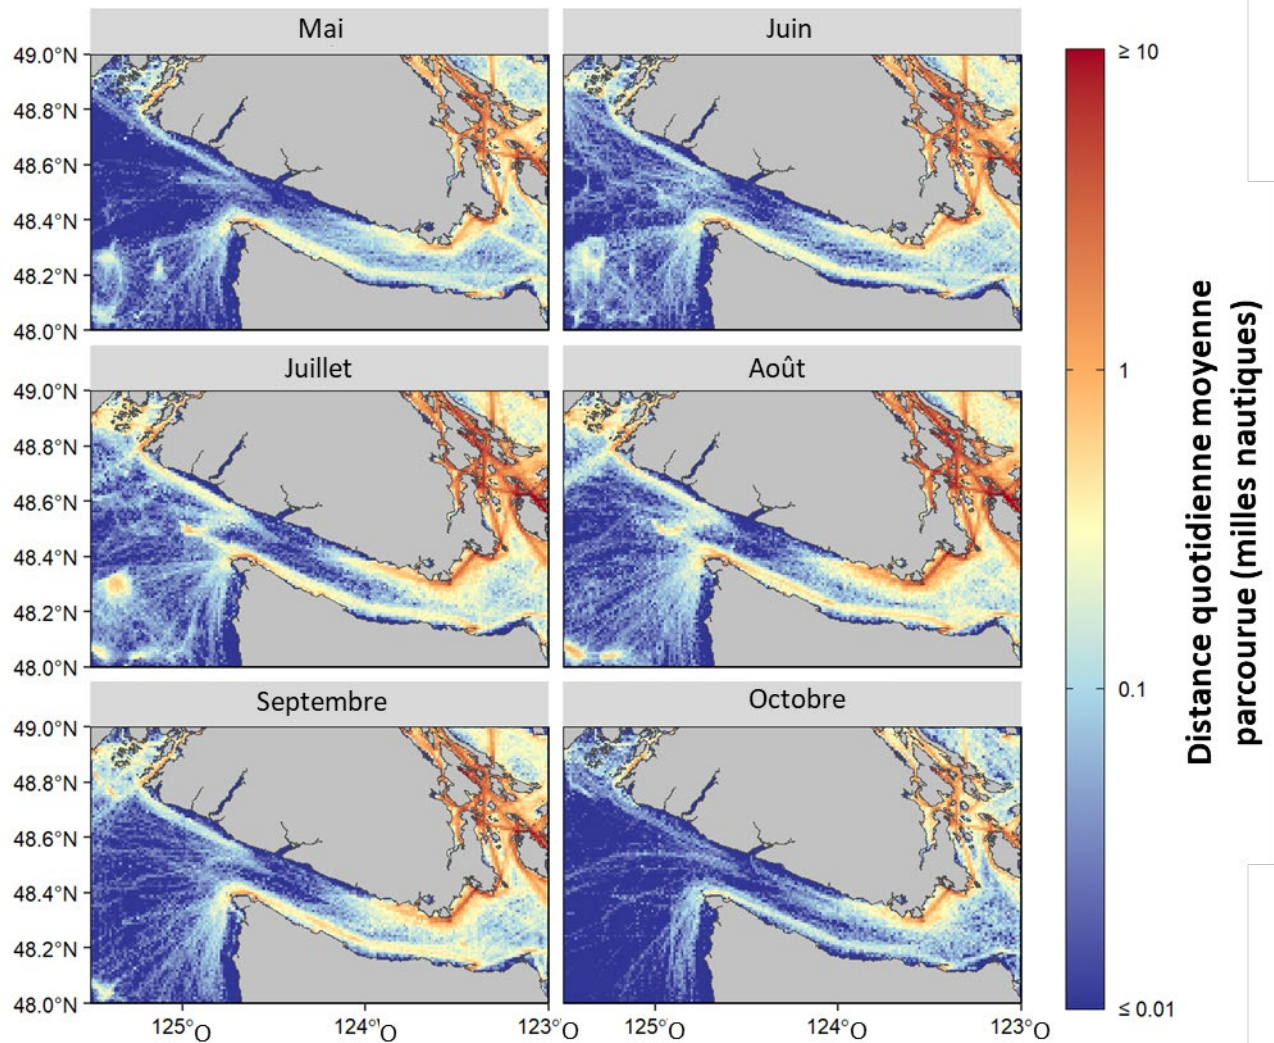 Mai
Juin
49.0°N
48.8°N
48.6°N
48.4°N
48.2°N
48.0°N
Juillet
Août
49.0°N
48.8°N
48.6°N
48.4°N
48.2°N
48.0°N
Septembre
Octobre
49.0°N
48.8°N
48.6°N
48.4°N
48.2°N
48.0°N
125°O 124°O 123°O 125°O 124°O 123°O
≥ 10
1
0.1
≤ 0.01
Distance quotidienne moyenne
parcourue (milles nautiques)